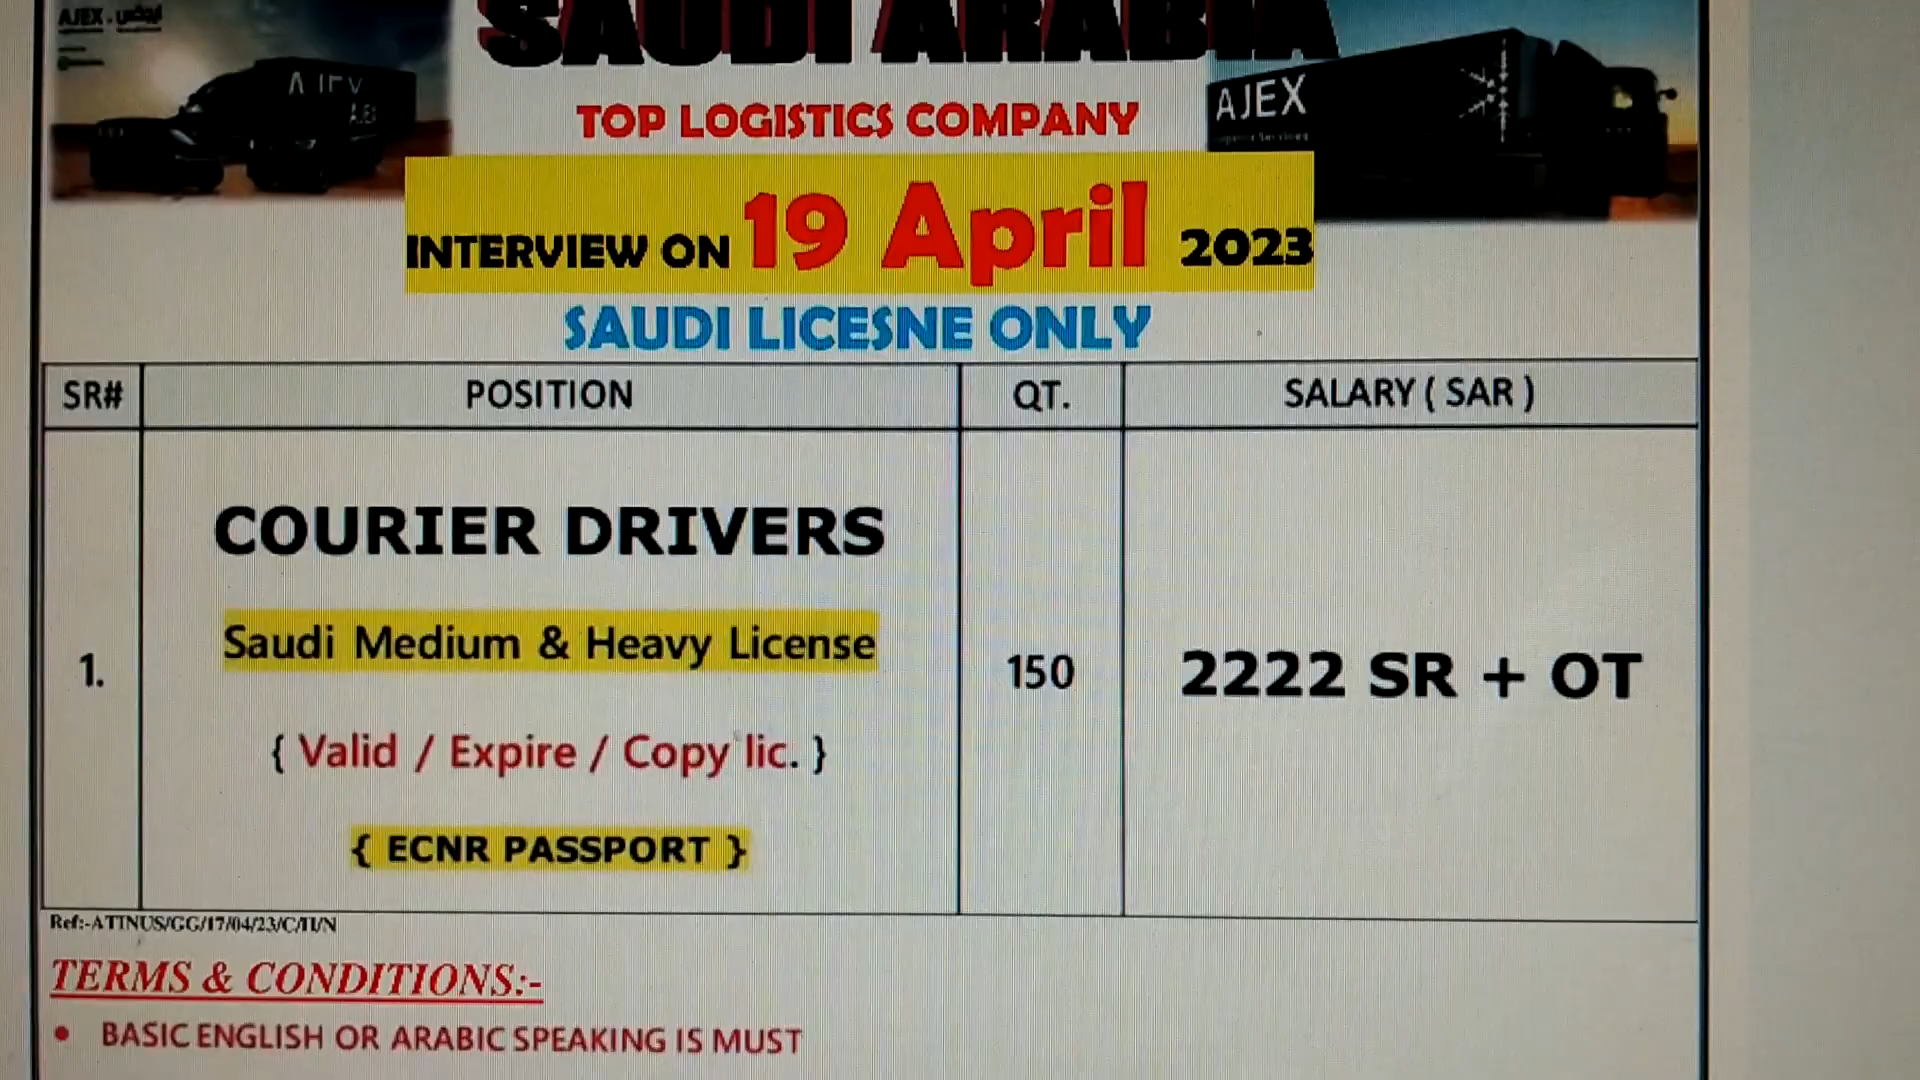 AJEX
SAUDI ARABIA
TOP LOGISTICS COMPANY
AJEX
INTERVIEW ON 19 April 2023
SAUDI LICESNE ONLY
SR# POSITION QT. SALARY ( SAR )
COURIER DRIVERS
Saudi Medium & Heavy License
1. 150 2222 SR + OT
{ Valid / Expire / Copy lic. }
{ ECNR PASSPORT }
Ref:-ATINUS/GG/17/04/23/C/TI/N
TERMS & CONDITIONS:-
• BASIC ENGLISH OR ARABIC SPEAKING IS MUST